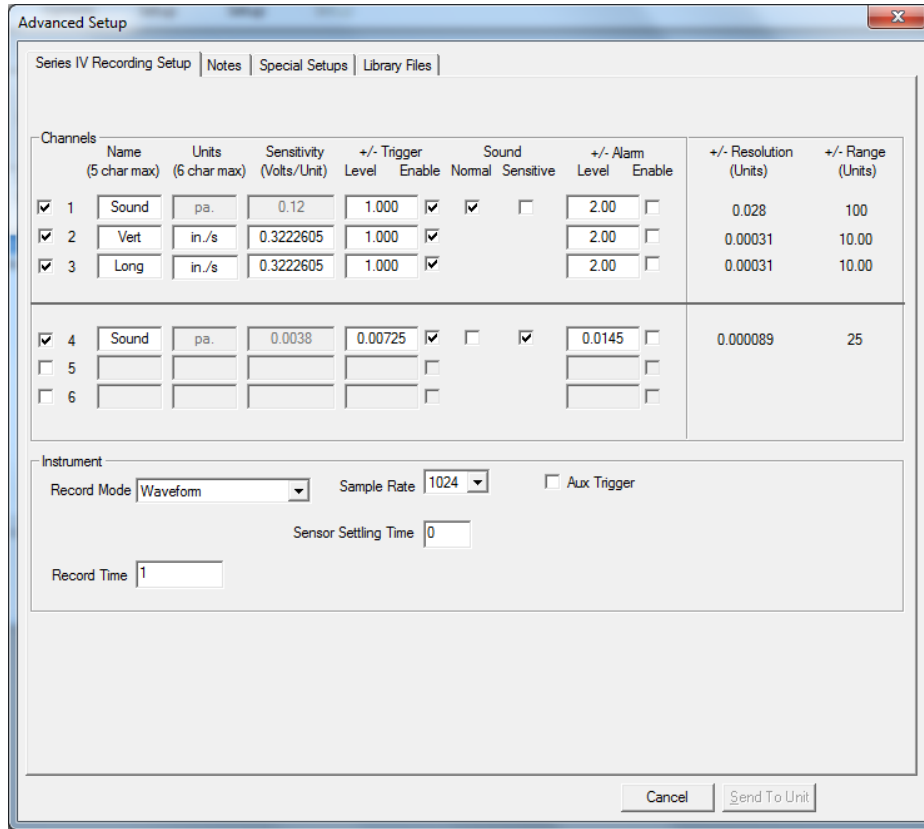 Advanced Setup
Series IV Recording Setup Notes Special Setups Library Files
Channels
Name Units Sensitivity +/- Trigger Sound +/- Alarm +/- Resolution +/- Range
(5 char max) (6 char max) (Volts/Unit) Level Enable Normal Sensitive Level Enable (Units) (Units)
1 Sound pa. 0.12 1.000 2.00 0.028 100
2 Vert in./s 0.3222605 1.000 2.00 0.00031 10.00
3 Long in./s 0.3222605 1.000 2.00 0.00031 10.00
4 Sound pa. 0.0038 0.00725 0.0145 0.000089 25
5
6
Instrument
Record Mode Waveform Sample Rate 1024 Aux Trigger
Sensor Settling Time 0
Record Time 1
Cancel Send To Unit